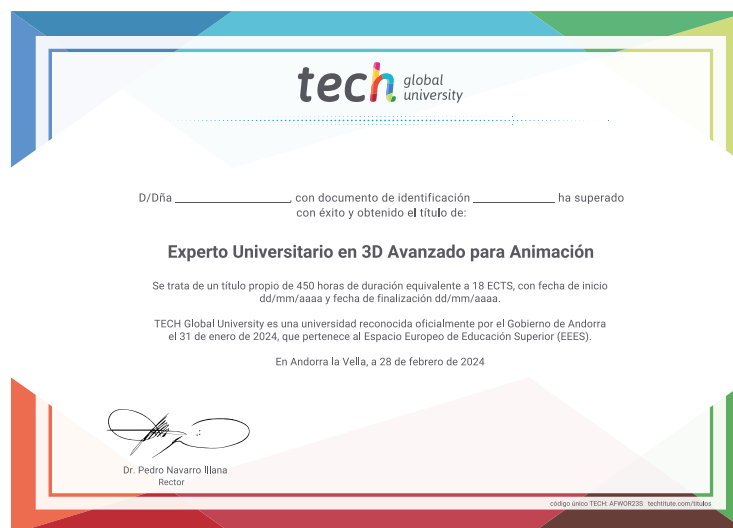 tech global
university
D/Dña ____________, con documento de identificación ____________ ha superado
con éxito y obtenido el título de:
Experto Universitario en 3D Avanzado para Animación
Se trata de un título propio de 450 horas de duración equivalente a 18 ECTS, con fecha de inicio
dd/mm/aaaa y fecha de finalización dd/mm/aaaa.
TECH Global University es una universidad reconocida oficialmente por el Gobierno de Andorra
el 31 de enero de 2024, que pertenece al Espacio Europeo de Educación Superior (EEES).
En Andorra la Vella, a 28 de febrero de 2024
Dr. Pedro Navarro Illana
Rector
código único TECH: AFWOR23S techtitute.com/titulos